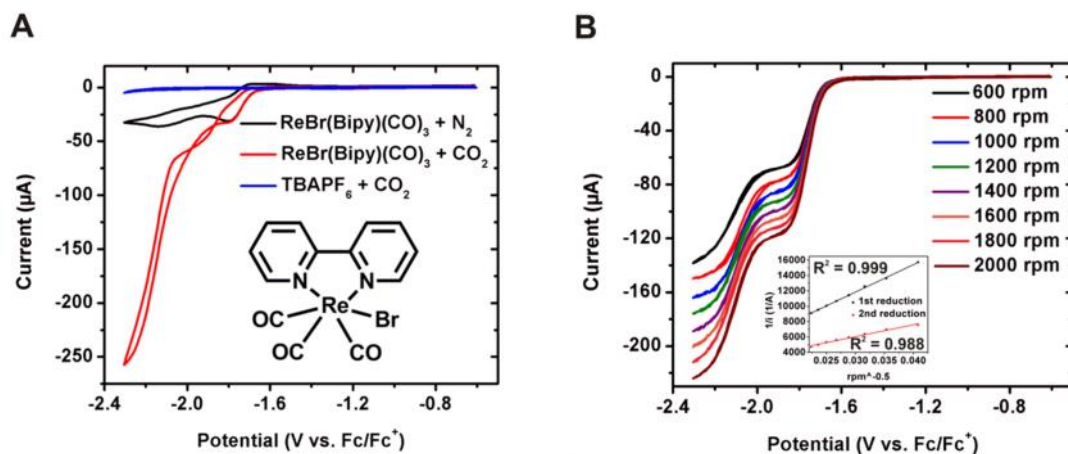 A
0
-50
-100
-150
-200
-250
Current (µA)
ReBr(Bipy)(CO)₃ + N₂
ReBr(Bipy)(CO)₃ + CO₂
TBAPF₆ + CO₂
N
N
OC
Re
Br
OC
CO
-2.4
-2.0
-1.6
-1.2
-0.8
Potential (V vs. Fc/Fc⁺)
B
0
-40
-80
-120
-160
-200
Current (µA)
600 rpm
800 rpm
1000 rpm
1200 rpm
1400 rpm
1600 rpm
1800 rpm
2000 rpm
16000
14000
12000
10000
8000
6000
4000
1/i (1/A)
R² = 0.999
1st reduction
2nd reduction
R² = 0.988
0.025
0.030
0.035
0.040
rpm^-0.5
-2.4
-2.0
-1.6
-1.2
-0.8
Potential (V vs. Fc/Fc⁺)